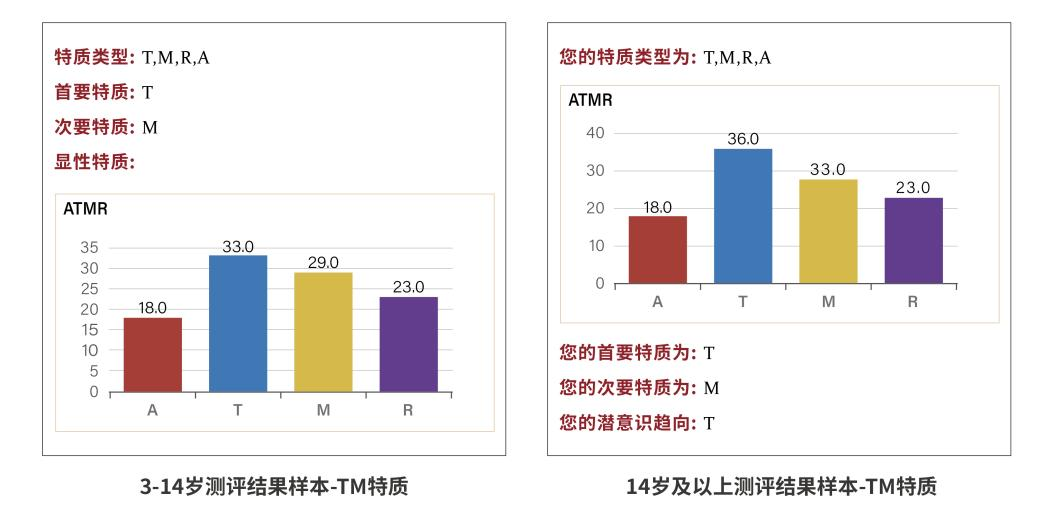 特质类型: T,M,R,A
首要特质: T
次要特质: M
显性特质:
ATMR
35
30
25
20
15
10
5
0
18.0
33.0
29.0
23.0
A T M R
3-14岁测评结果样本-TM特质
您的特质类型为: T,M,R,A
ATMR
40
30
20
10
0
18.0
36.0
33.0
23.0
A T M R
您的首要特质为: T
您的次要特质为: M
您的潜意识趋向: T
14岁及以上测评结果样本-TM特质